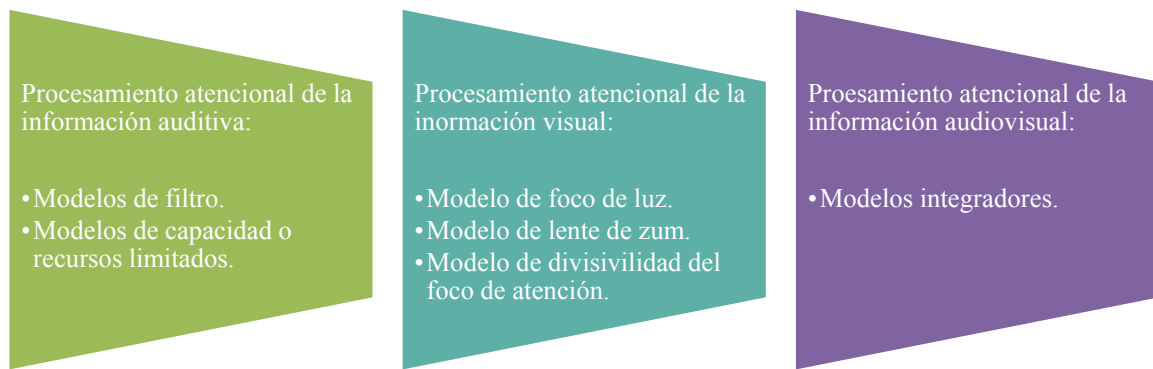 Procesamiento atencional de la
información auditiva:
•Modelos de filtro.
•Modelos de capacidad o
recursos limitados.
Procesamiento atencional de la
inormación visual:
•Modelo de foco de luz.
•Modelo de lente de zum.
•Modelo de divisivilidad del
foco de atención.
Proesamiento atencional de la
información audiovisual:
•Modelos integradores.